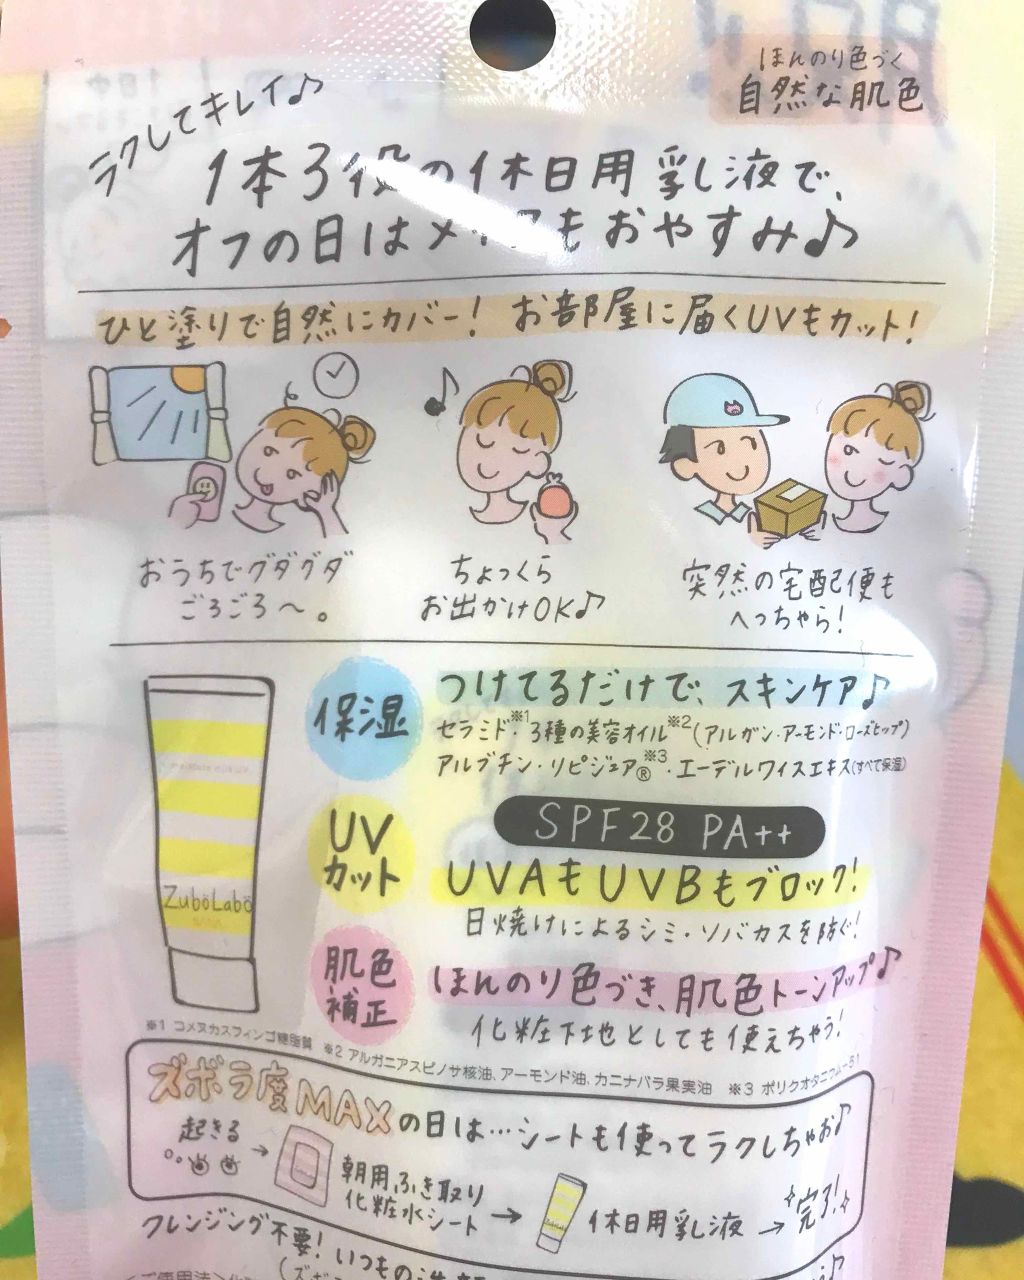 ほんのり色づく
自然な肌色
ラクしてキレイ♪
1本3役の休日用乳液で、
オフの日はメイクもおやすみ♪
ひと塗りで自然にカバー! お部屋に届くUVもカット!
おうちでグダグダ
ごろごろ〜。
ちょっくら
お出かけOK♪
突然の宅配便も
へっちゃら!
保湿
つけてるだけで、スキンケア♪
セラミド※1・3種の美容オイル※2(アルガン・アーモンド・ローズヒップ)
アルブチン・リピジュア®※3・エーデルワイスエキス(すべて保湿)
UV
カット
SPF28 PA++
UVAもUVBもブロック!
日焼けによるシミ・ソバカスを防ぐ!
肌色
補正
ほんのり色づき、肌色トーンアップ♪
化粧下地としても使えちゃう!
ZuboLabo
※1 コメヌカスフィンゴ糖脂質 ※2 アルガニアスピノサ核油、アーモンド油、カニナバラ果実油 ※3 ポリクオタニウム-51
ズボラ度MAXの日は…シートも使ってラクしちゃお♪
起きる
→
朝用ふき取り
化粧水シート
→
ZuboLabo
休日用乳液
→
完了!
クレンジング不要! いつもの洗顔
(ズボ
<ご使用法>